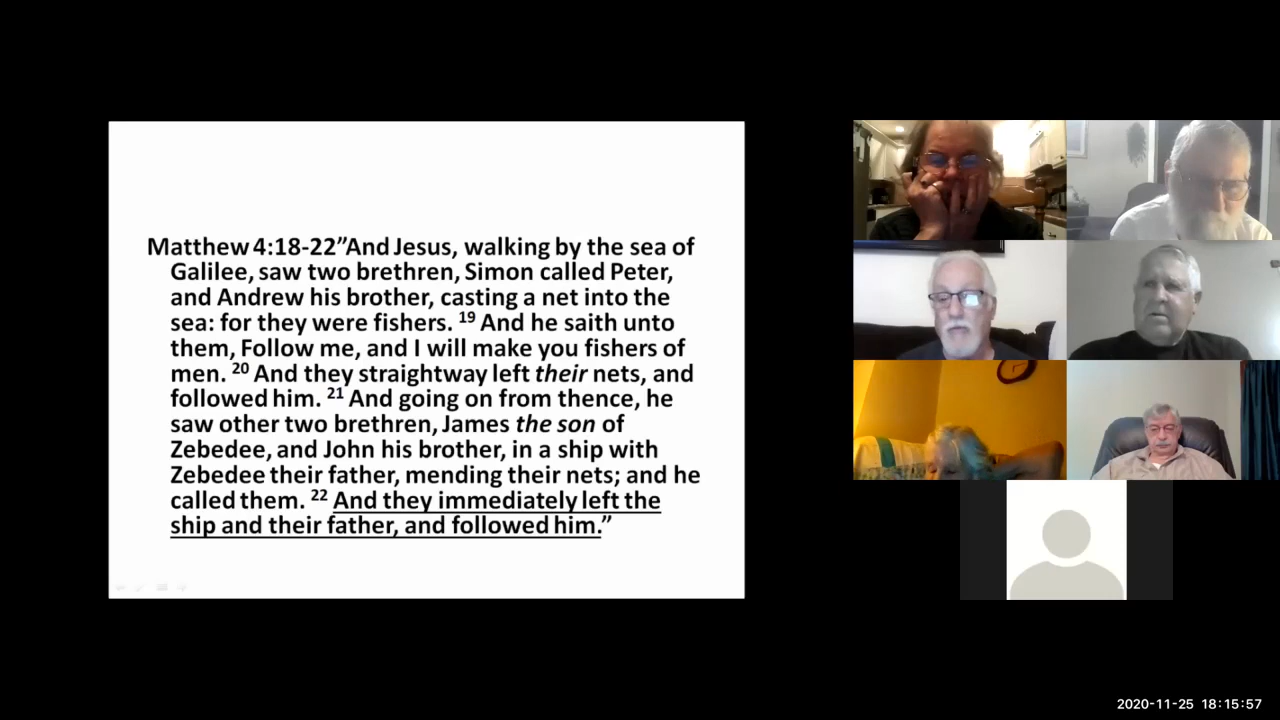 Matthew 4:18-22”And Jesus, walking by the sea of
Galilee, saw two brethren, Simon called Peter,
and Andrew his brother, casting a net into the
sea: for they were fishers. 19 And he saith unto
them, Follow me, and I will make you fishers of
men. 20 And they straightway left their nets, and
followed him. 21 And going on from thence, he
saw other two brethren, James the son of
Zebedee, and John his brother, in a ship with
Zebedee their father, mending their nets; and he
called them. 22 And they immediately left the
ship and their father, and followed him.”
2020-11-25 18:15:57